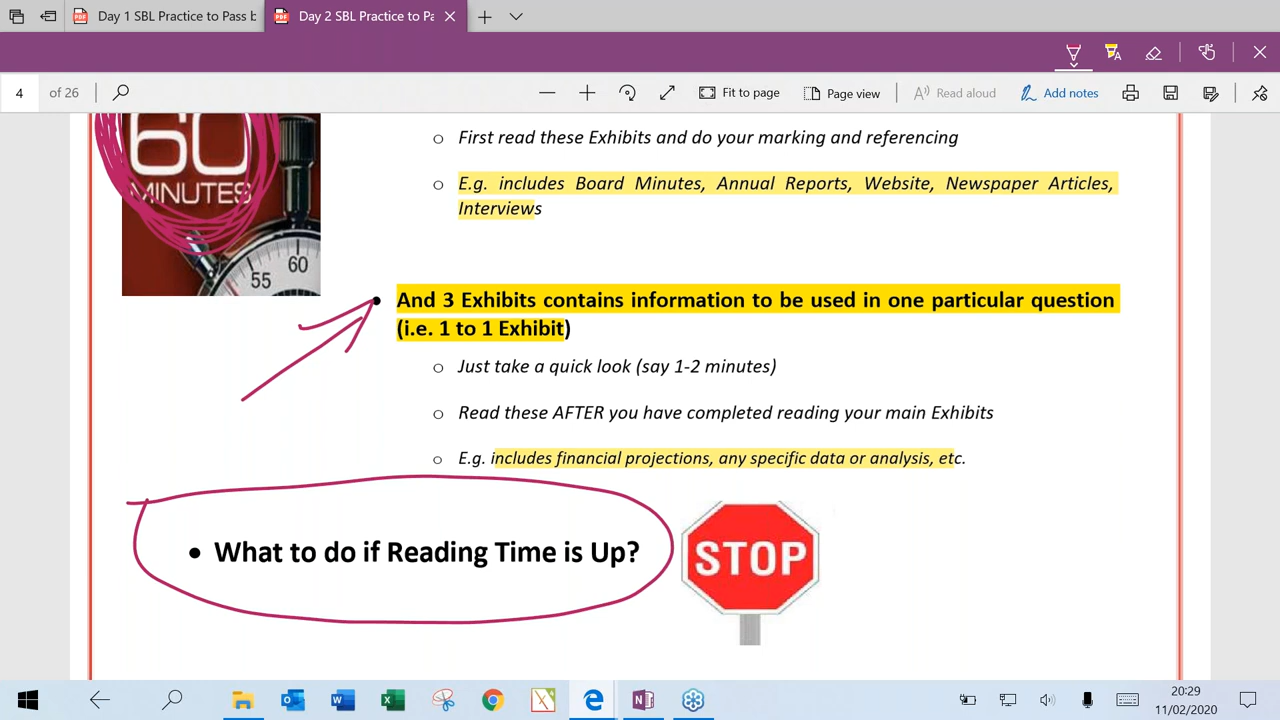 Day 1 SBL Practice to Pass b
Day 2 SBL Practice to Pa
4 of 26
Fit to page
Page view
Read aloud
Add notes
60
MINUTES
55
60
o First read these Exhibits and do your marking and referencing
o E.g. includes Board Minutes, Annual Reports, Website, Newspaper Articles,
Interviews
• And 3 Exhibits contains information to be used in one particular question
(i.e. 1 to 1 Exhibit)
o Just take a quick look (say 1-2 minutes)
o Read these AFTER you have completed reading your main Exhibits
o E.g. includes financial projections, any specific data or analysis, etc.
• What to do if Reading Time is Up?
STOP
20:29
11/02/2020